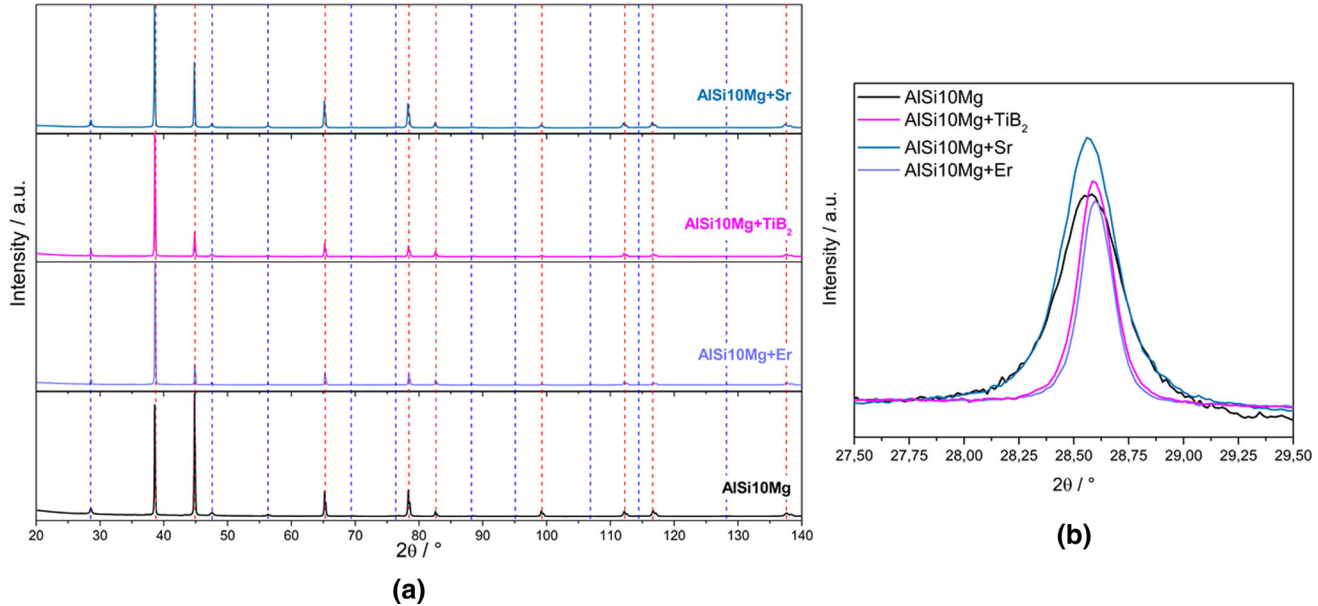 Intensity / a.u.
AlSi10Mg+Sr
AlSi10Mg+TiB₂
AlSi10Mg+Er
AlSi10Mg
20 30 40 50 60 70 80 90 100 110 120 130 140
2θ / °
(a)
Intensity / a.u.
AlSi10Mg
AlSi10Mg+TiB₂
AlSi10Mg+Sr
AlSi10Mg+Er
27,50 27,75 28,00 28,25 28,50 28,75 29,00 29,25 29,50
2θ / °
(b)